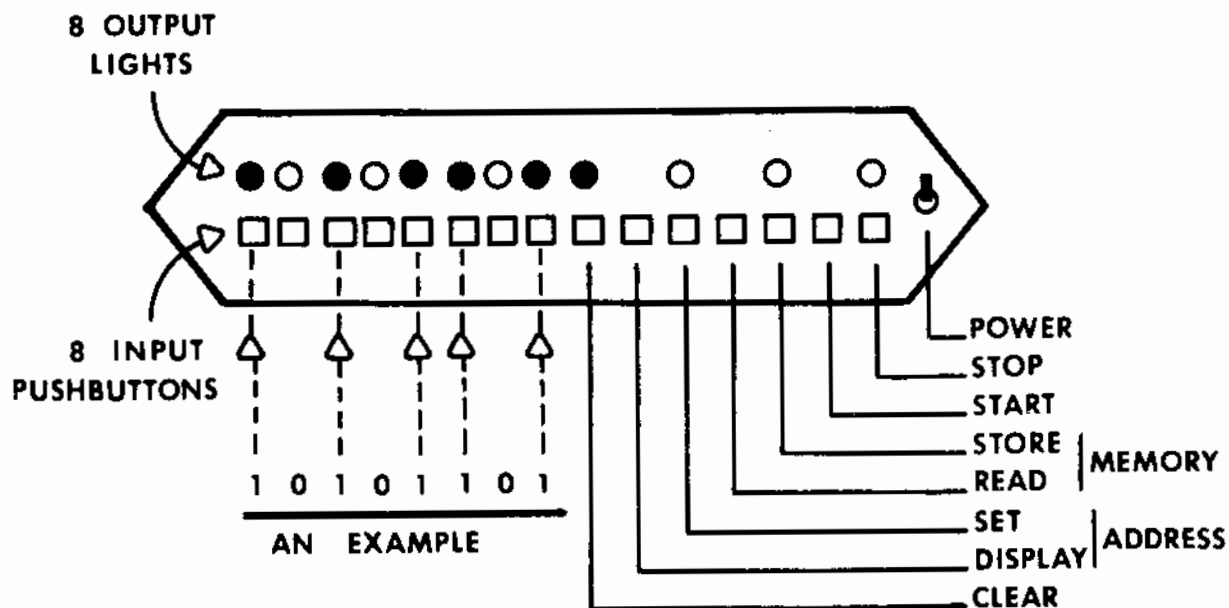 8 OUTPUT
LIGHTS
8 INPUT
PUSHBUTTONS
1 0 1 0 1 1 0 1
AN EXAMPLE
POWER
STOP
START
STORE
READ
MEMORY
SET
DISPLAY
ADDRESS
CLEAR